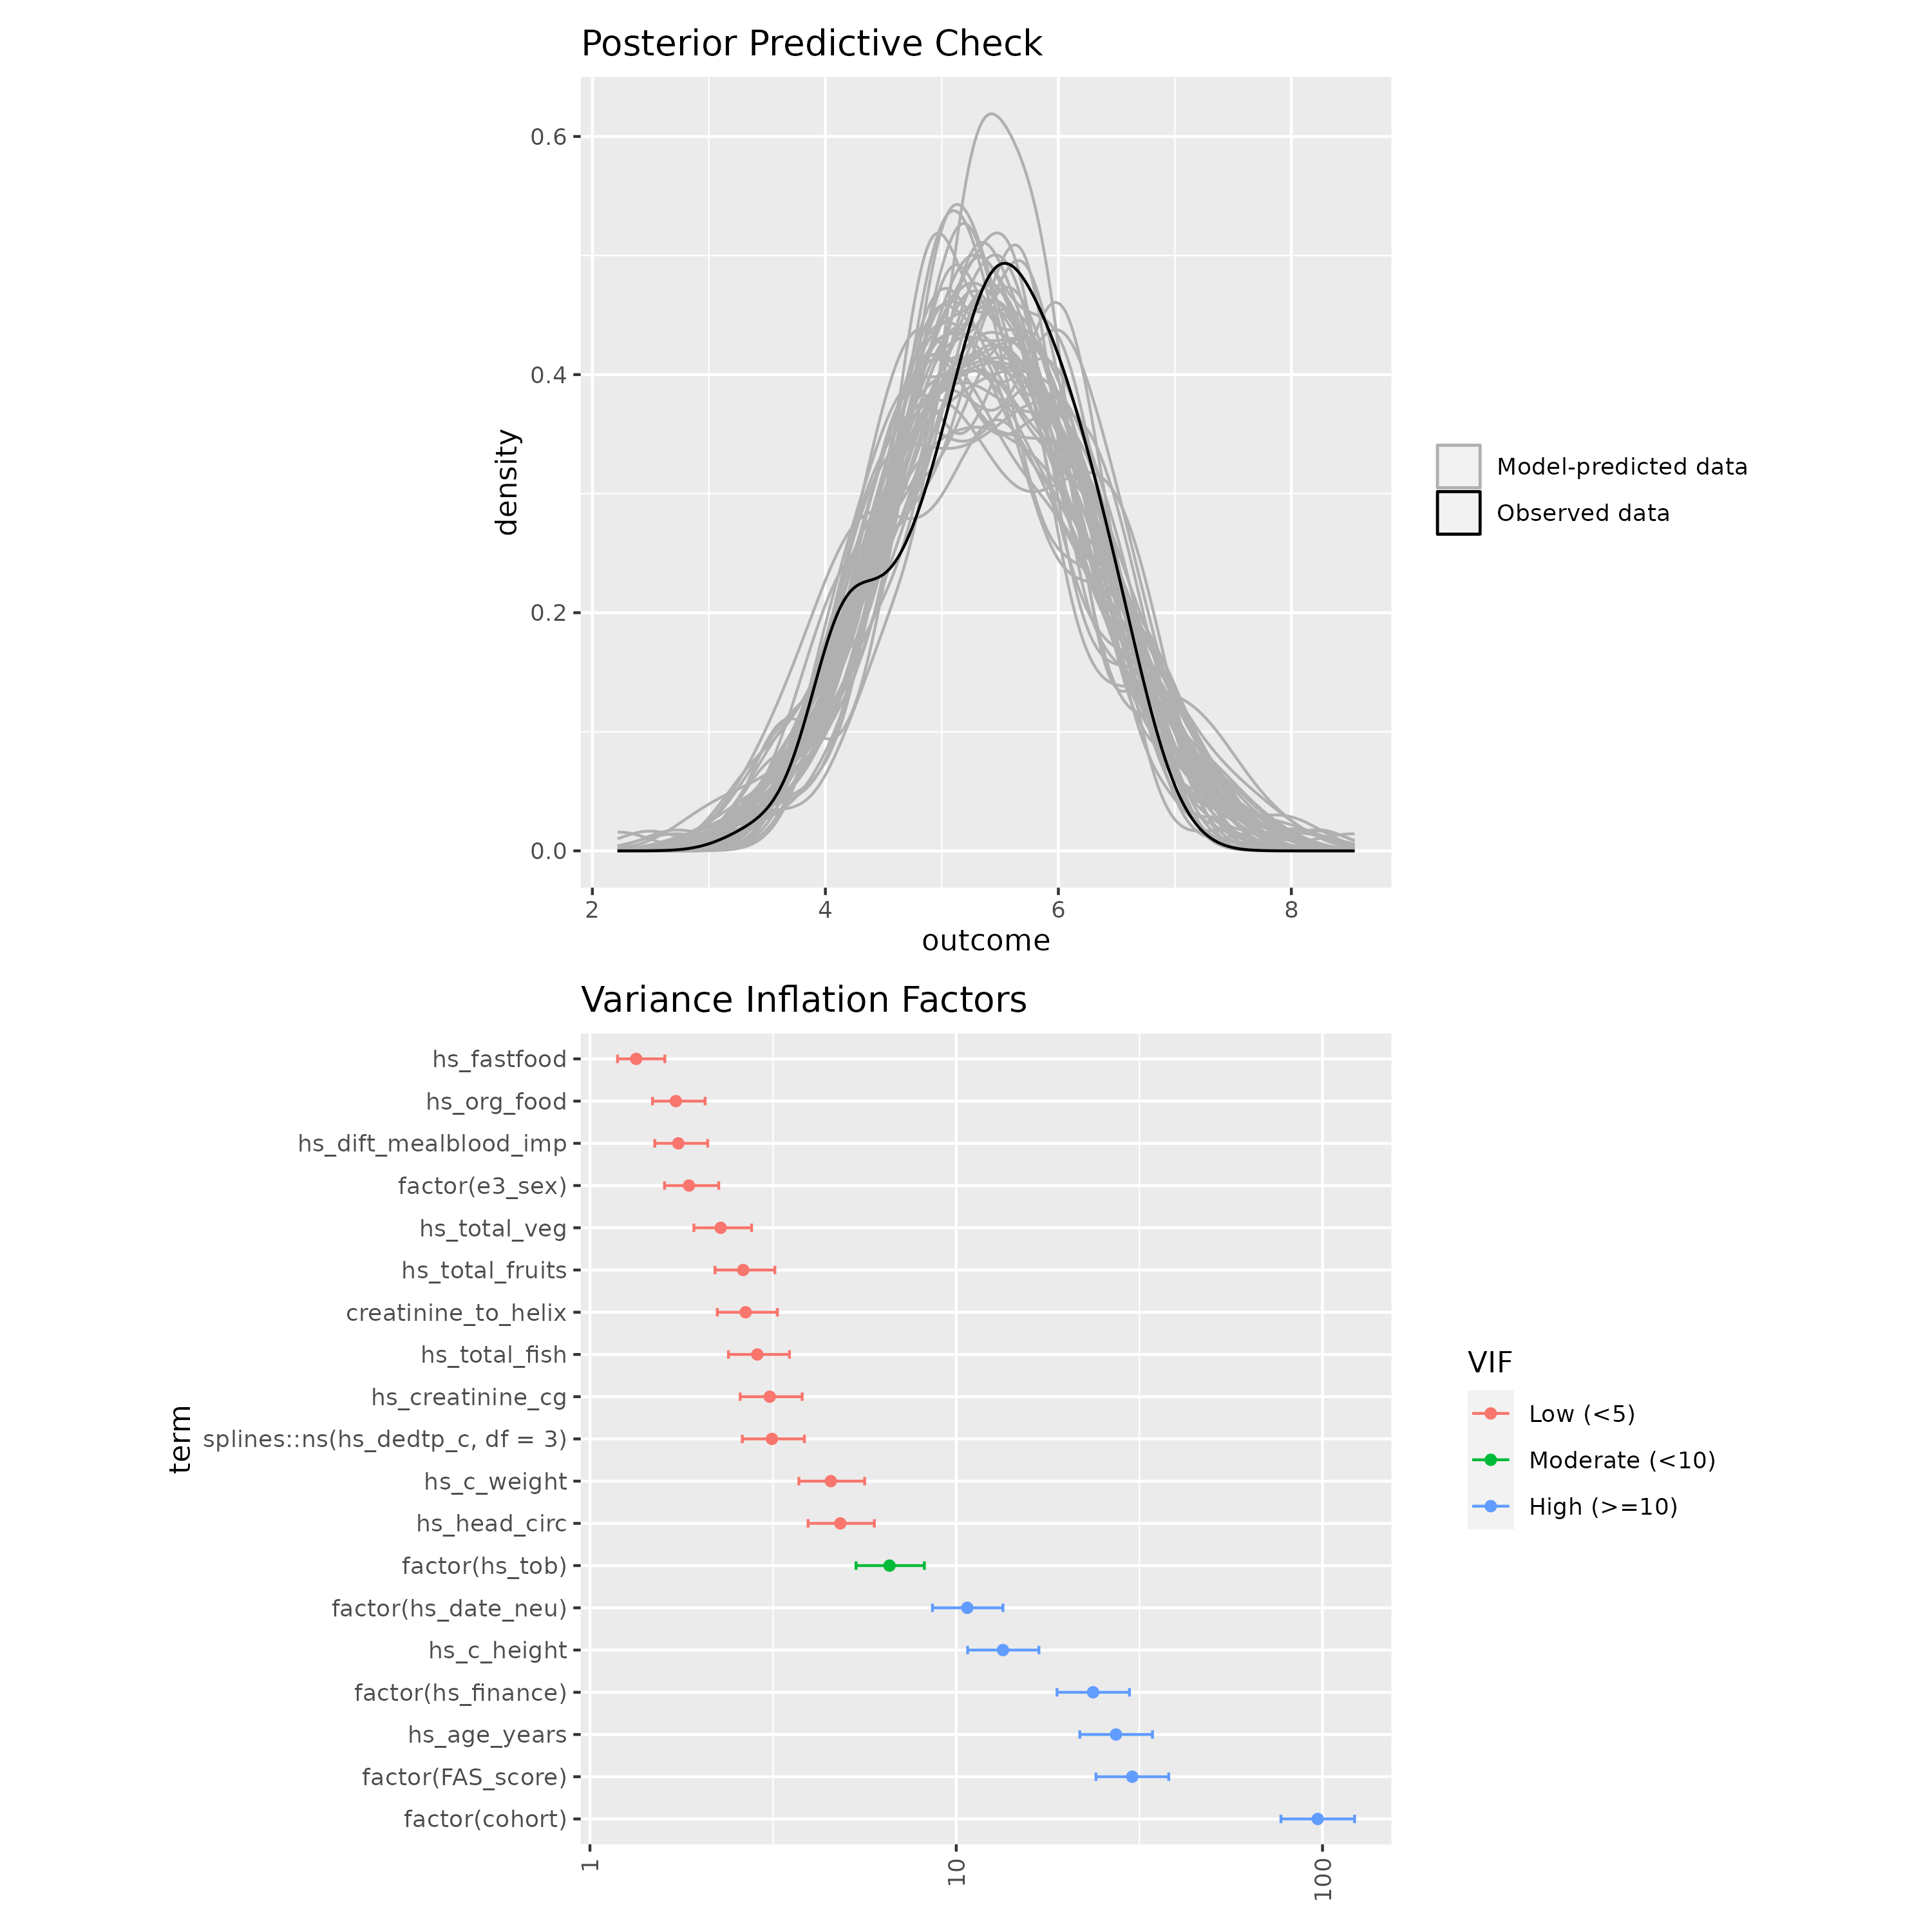 Posterior Predictive Check
0.6
0.4
0.2
0.0
density
2
4
6
8
outcome
Model-predicted data
Observed data
Variance Inflation Factors
hs_fastfood
hs_org_food
hs_dift_mealblood_imp
factor(e3_sex)
hs_total_veg
hs_total_fruits
creatinine_to_helix
hs_total_fish
hs_creatinine_cg
splines::ns(hs_dedtp_c, df = 3)
hs_c_weight
hs_head_circ
factor(hs_tob)
factor(hs_date_neu)
hs_c_height
factor(hs_finance)
hs_age_years
factor(FAS_score)
factor(cohort)
term
1
10
100
VIF
Low (<5)
Moderate (<10)
High (>=10)